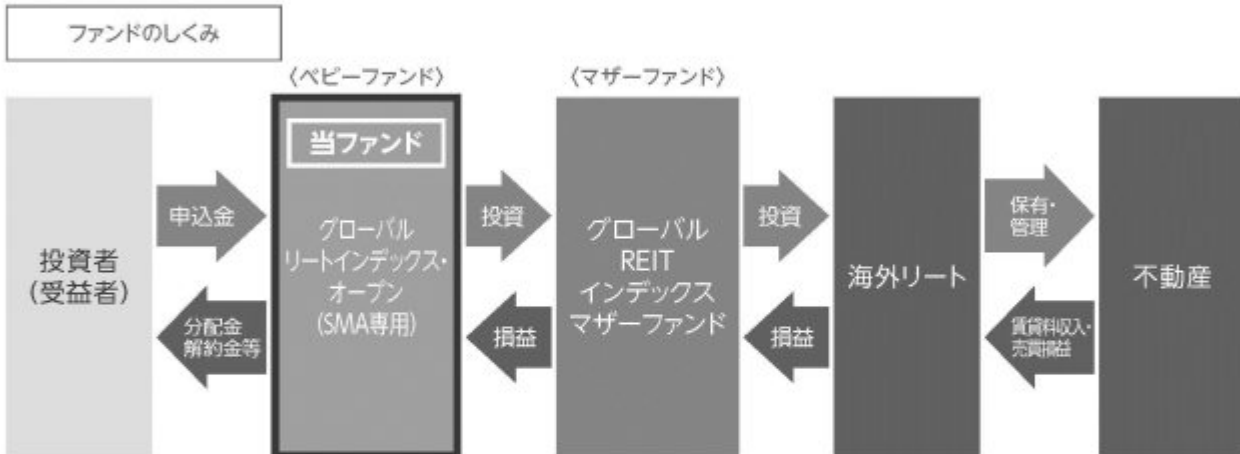 ファンドのしくみ
〈ベビーファンド〉
〈マザーファンド〉
投資者
(受益者)
申込金
分配金
解約金等
当ファンド
グローバル
リートインデックス・
オープン
(SMA専用)
投資
損益
グローバル
REIT
インデックス
マザーファンド
投資
損益
海外リート
保有・
管理
賃貸料収入・
売買損益
不動産